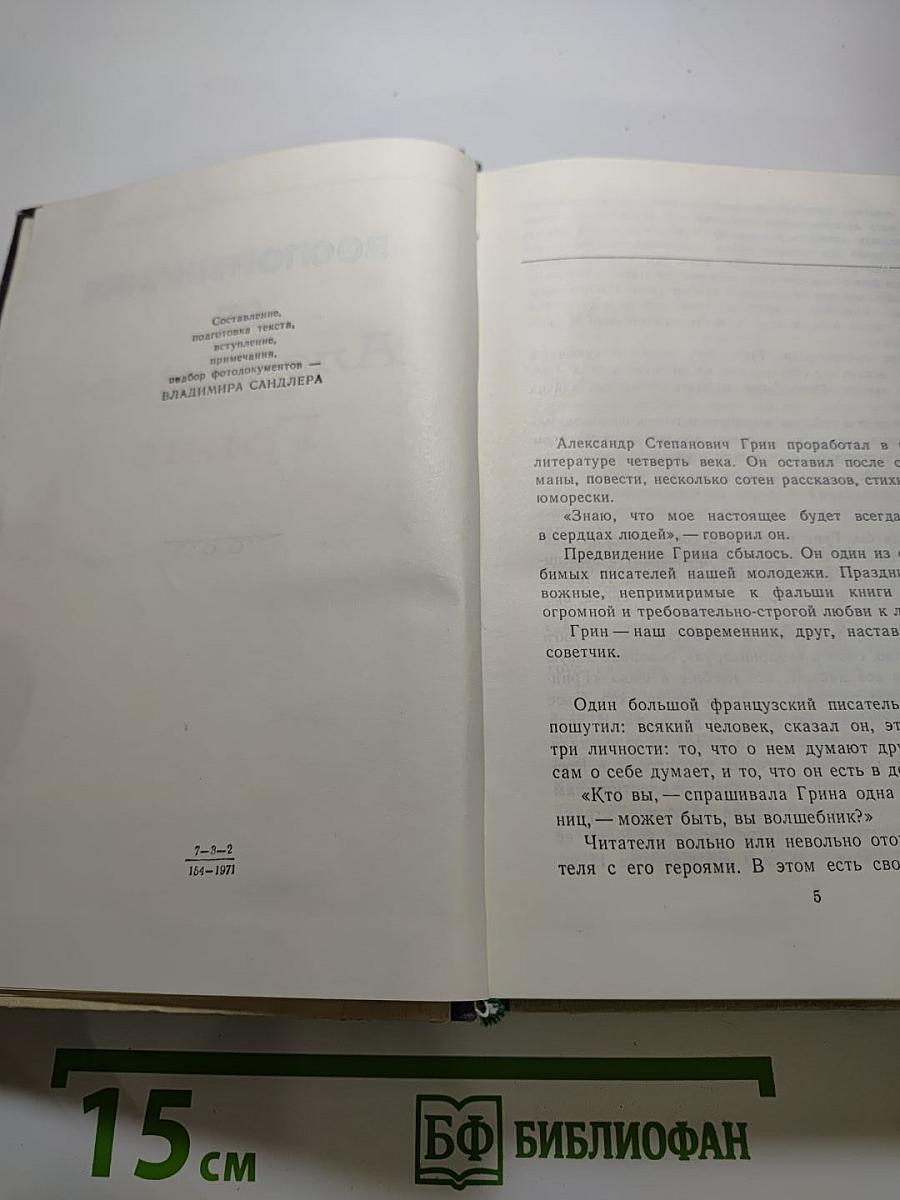 Составление,
подготовка текста,
вступление,
примечания,
подбор фотодокументов —
ВЛАДИМИРА САНДЛЕРА
7—3—2
154—1971
Александр Степанович Грин проработал в
литературе четверть века. Он оставил после с
маны, повести, несколько сотен рассказов, стихи
юморески.
«Знаю, что мое настоящее будет всегда
в сердцах людей», — говорил он.
Предвидение Грина сбылось. Он один из
бимых писателей нашей молодежи. Праздни
вожные, непримиримые к фальши книги
огромной и требовательно-строгой любви к л
Грин — наш современник, друг, настав
советчик.
Один большой французский писатель
пошутил: всякий человек, сказал он, эт
три личности: то, что о нем думают дру
сам о себе думает, и то, что он есть в де
«Кто вы, — спрашивала Грина одна
ниц, — может быть, вы волшебник?»
Читатели вольно или невольно ото
теля с его героями. В этом есть сво
5
15 см
БФ БИБЛИОФАН